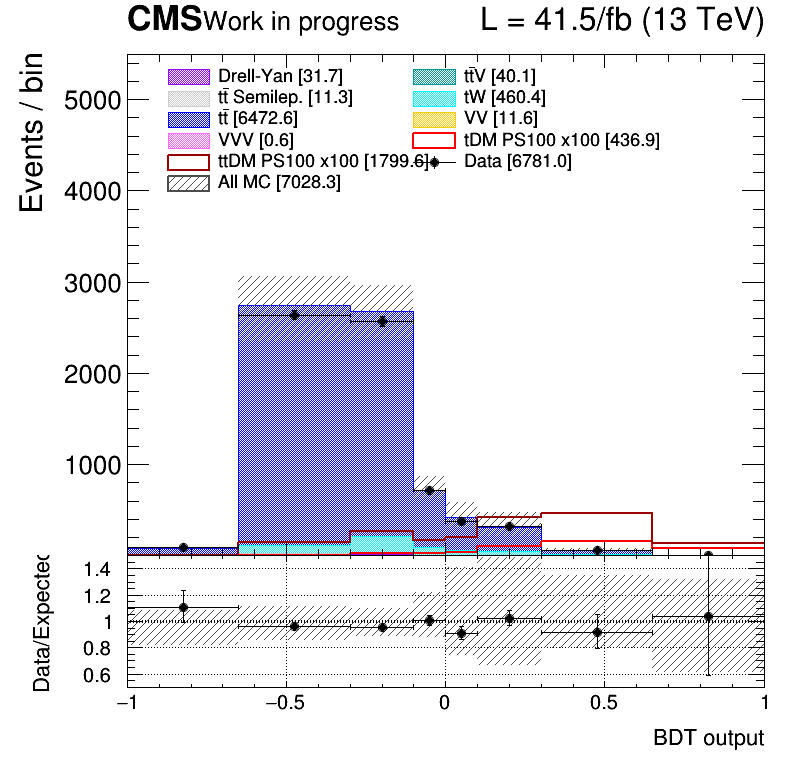 CMS Work in progress L = 41.5/fb (13 TeV)
Events / bin
Drell-Yan [31.7] tt̄V [40.1]
tt̄ Semilep. [11.3] tW [460.4]
tt̄ [6472.6] VV [11.6]
VVV [0.6] tDM PS100 x100 [436.9]
ttDM PS100 x100 [1799.6] Data [6781.0]
All MC [7028.3]
5000
4000
3000
2000
1000
Data/Expected
1.4
1.2
1
0.8
0.6
−1 −0.5 0 0.5 1
BDT output